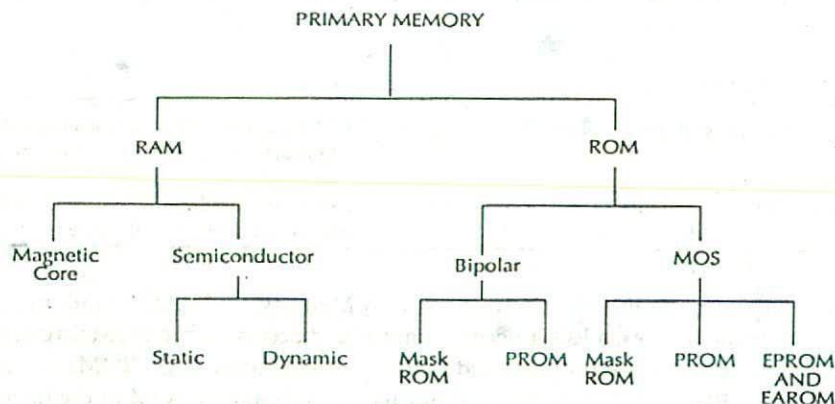 PRIMARY MEMORY
RAM
ROM
Magnetic
Core
Semiconductor
Bipolar
MOS
Static
Dynamic
Mask
ROM
PROM
Mask
ROM
PROM
EPROM
AND
EAROM